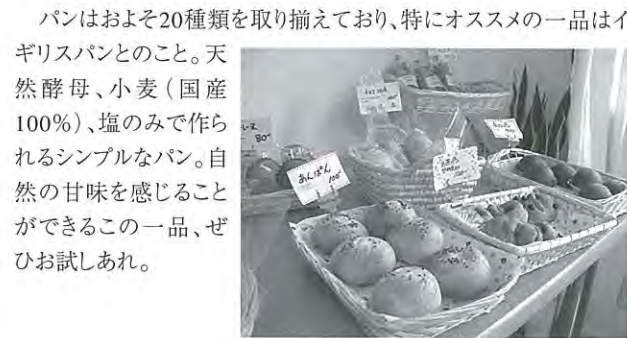 パンはおよそ20種類を取り揃えており、特にオススメの一品はイ
ギリスパンとのこと。天
然酵母、小麦（国産
100％）、塩のみで作ら
れるシンプルなパン。自
然の甘味を感じること
ができるこの一品、ぜ
ひお試しあれ。
あんぱん
100
80